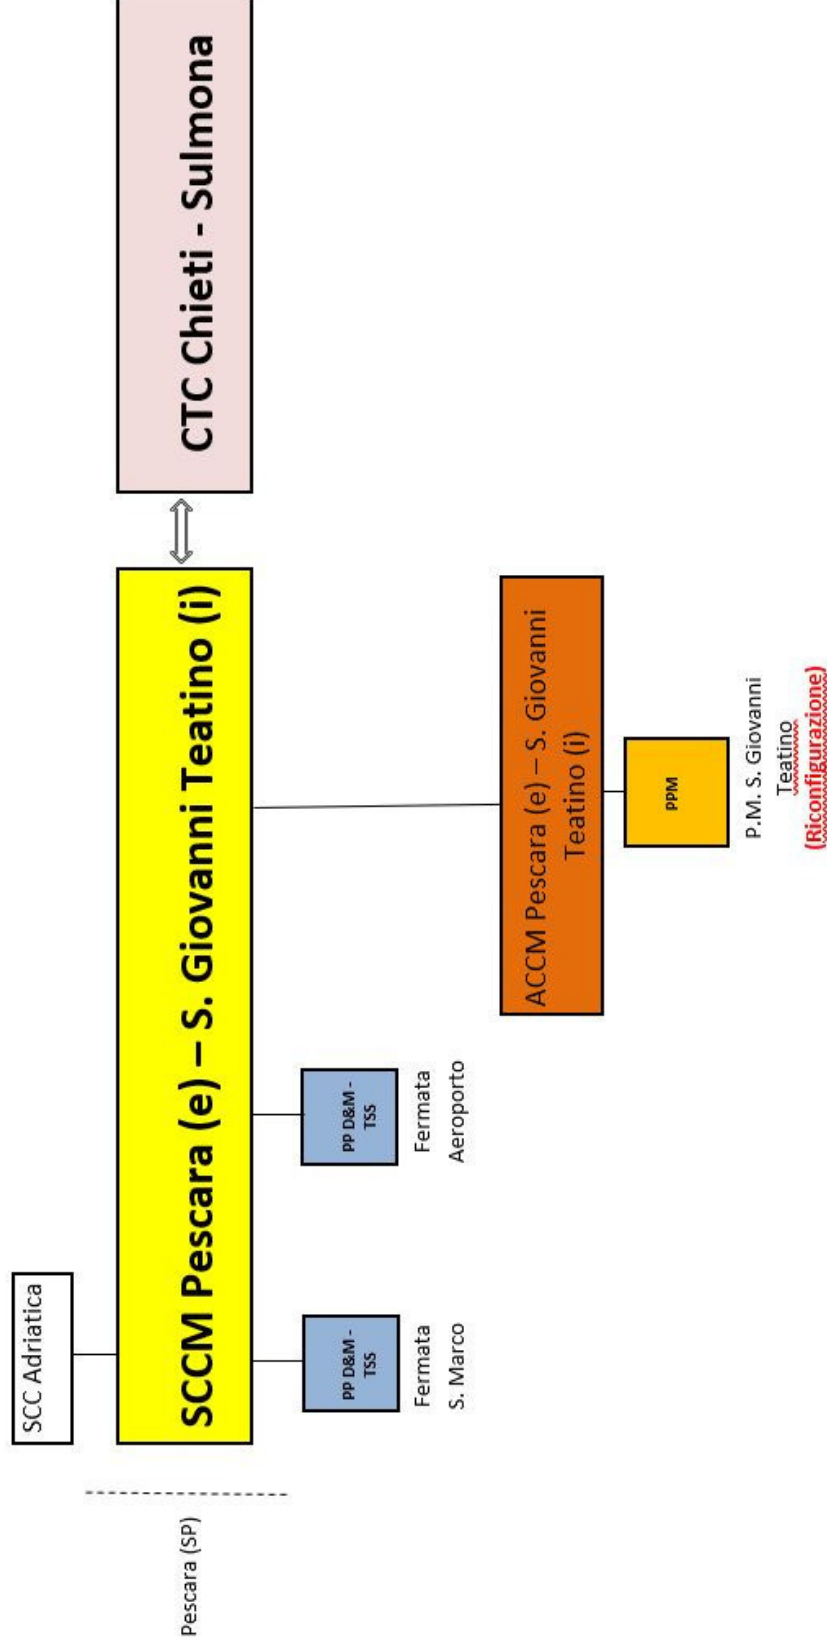 SCC Adriatica
Pescara (SP)
SCCM Pescara (e) – S. Giovanni Teatino (i)
CTC Chieti - Sulmona
PP D&M -
TSS
Fermata
S. Marco
PP D&M -
TSS
Fermata
Aeroporto
ACCM Pescara (e) – S. Giovanni
Teatino (i)
PPM
P.M. S. Giovanni
Teatino
(Riconfigurazione)